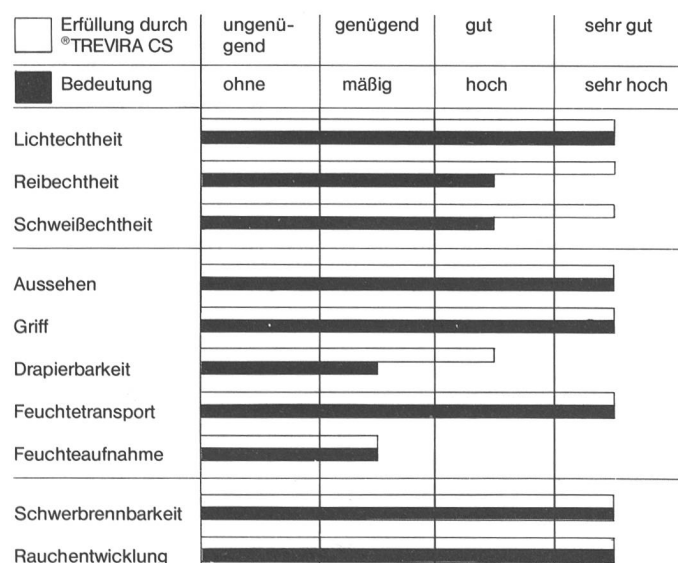 Erfüllung durch ungenü- genügend gut sehr gut
®TREVIRA CS gend
Bedeutung ohne mäßig hoch sehr hoch
Lichtechtheit
Reibechtheit
Schweißechtheit
Aussehen
Griff
Drapierbarkeit
Feuchtetransport
Feuchteaufnahme
Schwerbrennbarkeit
Rauchentwicklung